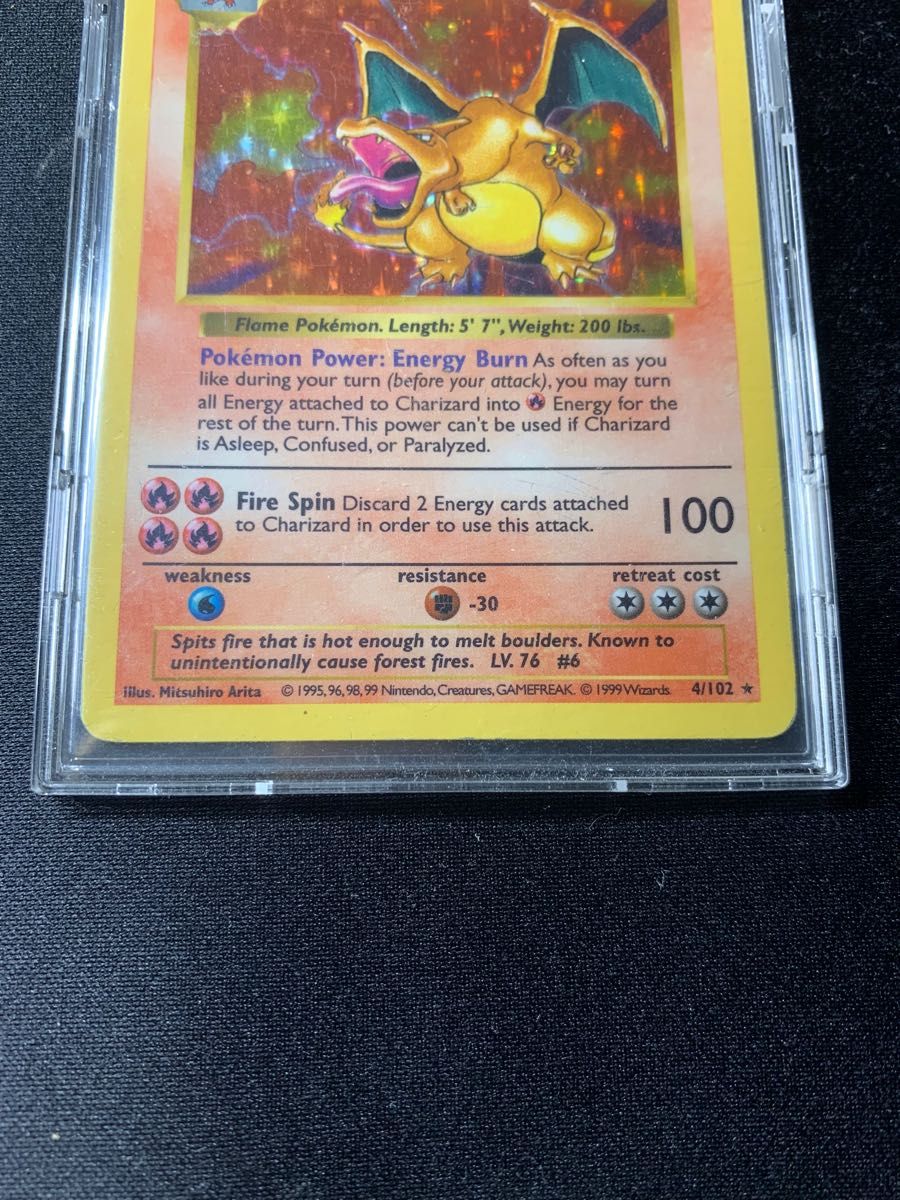 Flame Pokémon. Length: 5' 7", Weight: 200 lbs.
Pokémon Power: Energy Burn As often as you
like during your turn (before your attack), you may turn
all Energy attached to Charizard into Energy for the
rest of the turn. This power can't be used if Charizard
is Asleep, Confused, or Paralyzed.
Fire Spin Discard 2 Energy cards attached
to Charizard in order to use this attack.
100
weakness resistance retreat cost
-30
Spits fire that is hot enough to melt boulders. Known to
unintentionally cause forest fires. LV. 76 #6
illus. Mitsuhiro Arita © 1995, 96, 98, 99 Nintendo, Creatures, GAMEFREAK. © 1999 Wizards. 4/102 ★